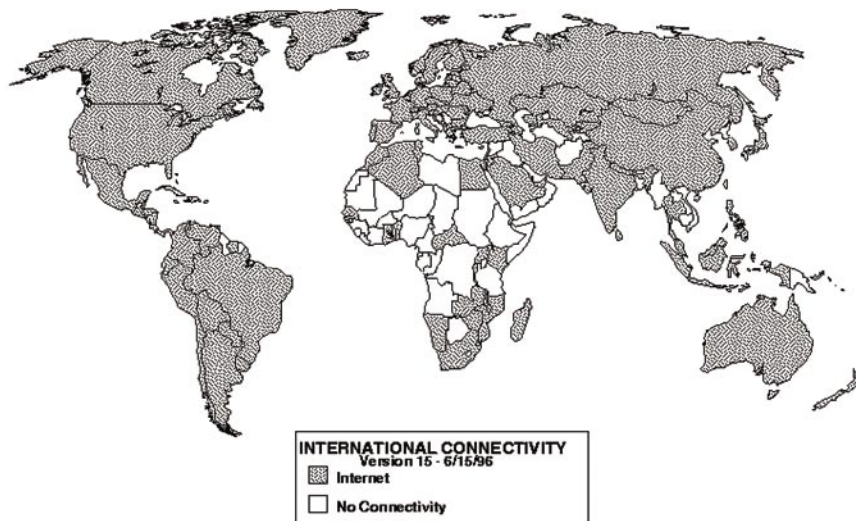 INTERNATIONAL CONNECTIVITY
Version 15 - 6/15/96
Internet
No Connectivity